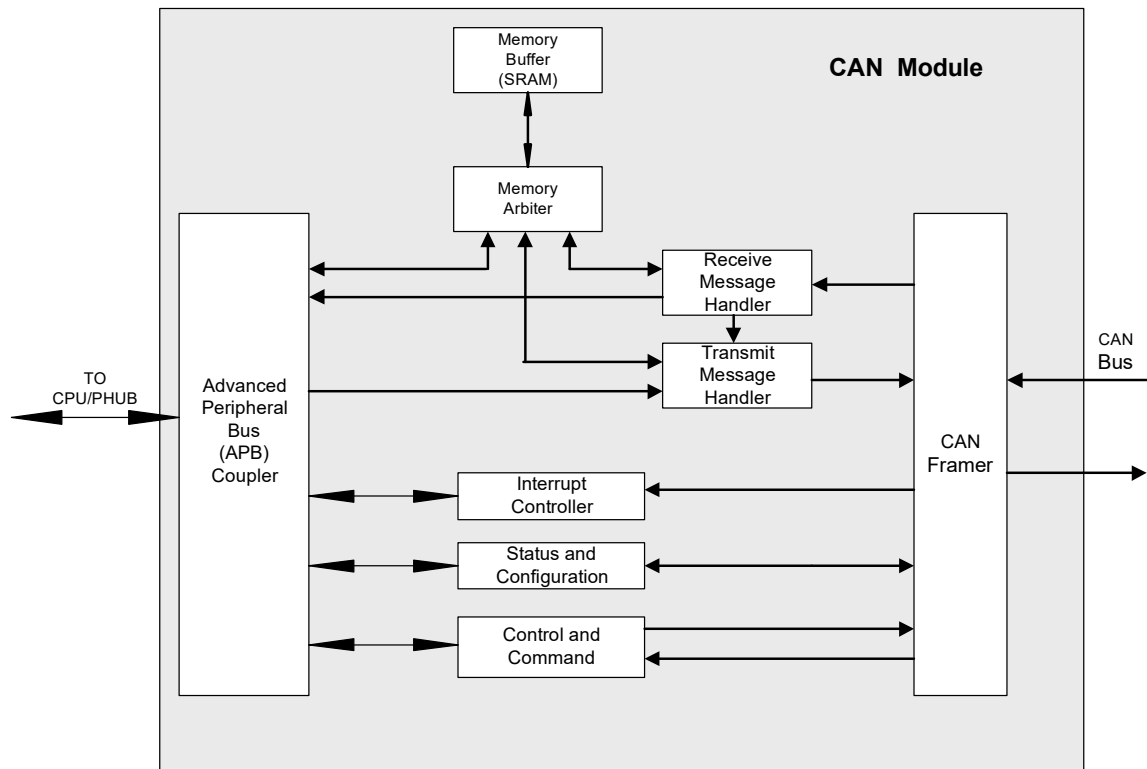 Memory
Buffer
(SRAM)
CAN Module
Memory
Arbiter
Receive
Message
Handler
Transmit
Message
Handler
CAN
Bus
TO
CPU/PHUB
Advanced
Peripheral
Bus
(APB)
Coupler
CAN
Framer
Interrupt
Controller
Status and
Configuration
Control and
Command